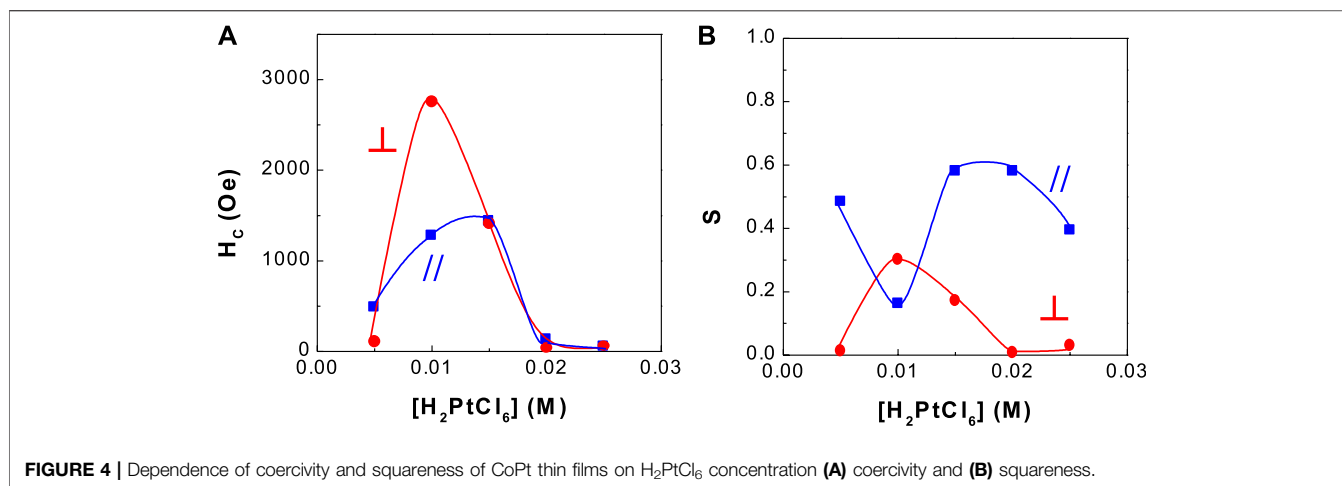 A
3000
2000
1000
0
H_C (Oe)
⊥
//
0.00 0.01 0.02 0.03
[H₂PtCl₆] (M)
B
1.0
0.8
0.6
0.4
0.2
0.0
S
//
⊥
0.00 0.01 0.02 0.03
[H₂PtCl₆] (M)
FIGURE 4 | Dependence of coercivity and squareness of CoPt thin films on H₂PtCl₆ concentration (A) coercivity and (B) squareness.